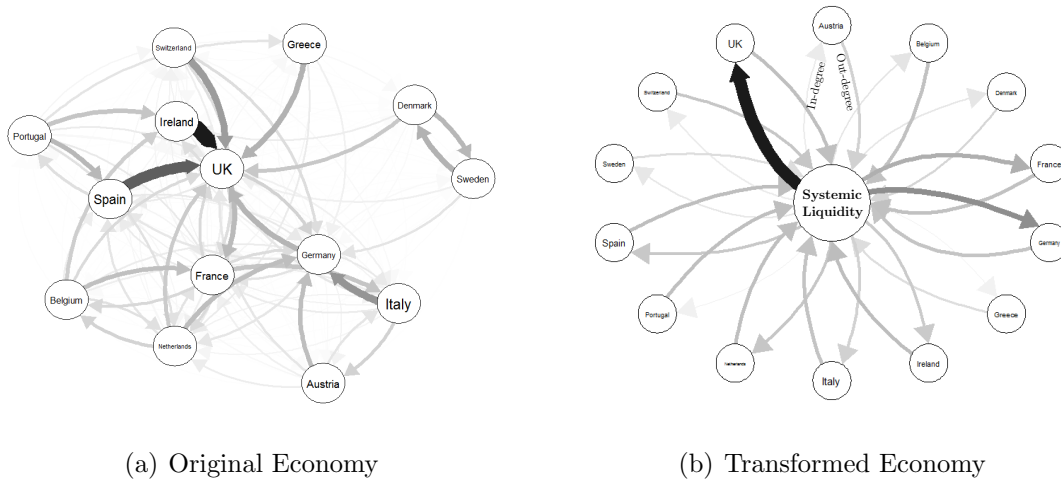 Switzerland
Greece
Ireland
Denmark
Portugal
UK
Sweden
Spain
Germany
France
Belgium
Italy
Netherlands
Austria
(a) Original Economy
Austria
UK
Belgium
In-degree
Out-degree
Switzerland
Denmark
Sweden
France
Systemic
Liquidity
Spain
Germany
Portugal
Greece
Netherlands
Ireland
Italy
(b) Transformed Economy